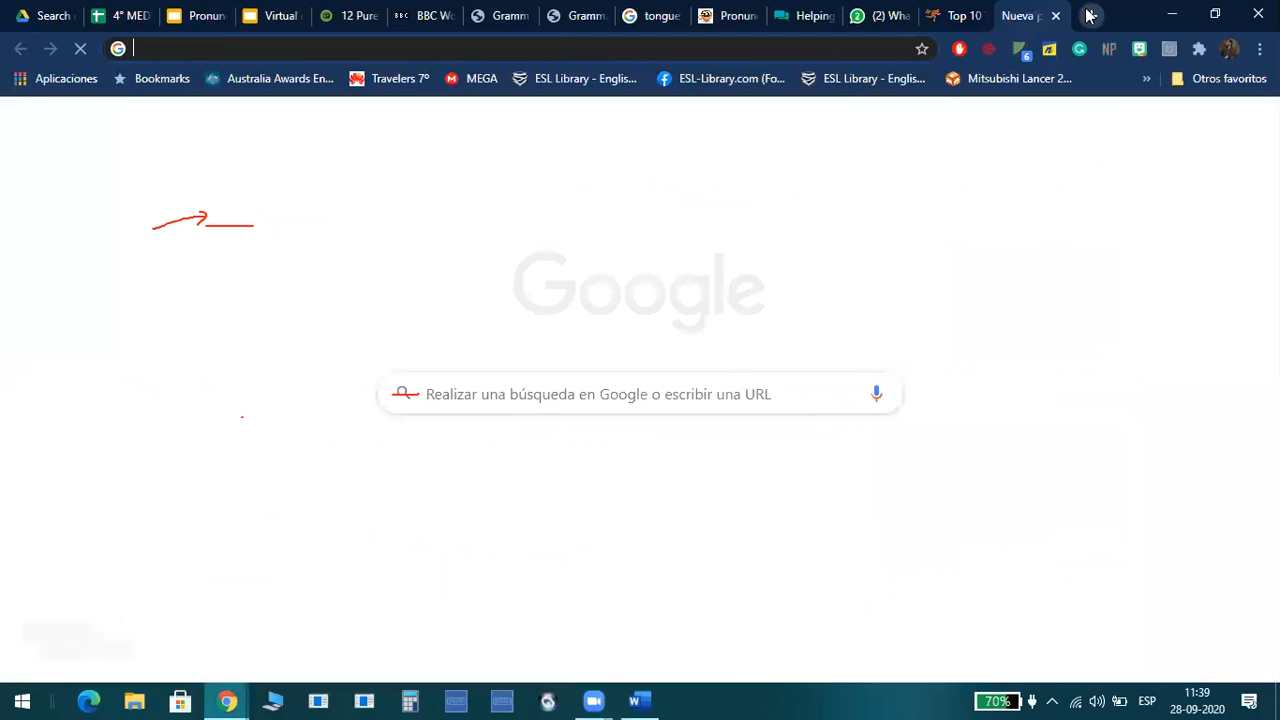 Search
4° MED
Pronun
Virtual
12 Pure
BBC Wo
Gramm
Gramm
tongue
Pronun
Helping
(2) Wha
Top 10
Nueva p
Aplicaciones
Bookmarks
Australia Awards En...
Travelers 7º
MEGA
ESL Library - Englis...
ESL-Library.com (Fo...
ESL Library - Englis...
Mitsubishi Lancer 2...
»
Otros favoritos
6
Google
Realizar una búsqueda en Google o escribir una URL
70%
ESP
11:39
28-09-2020